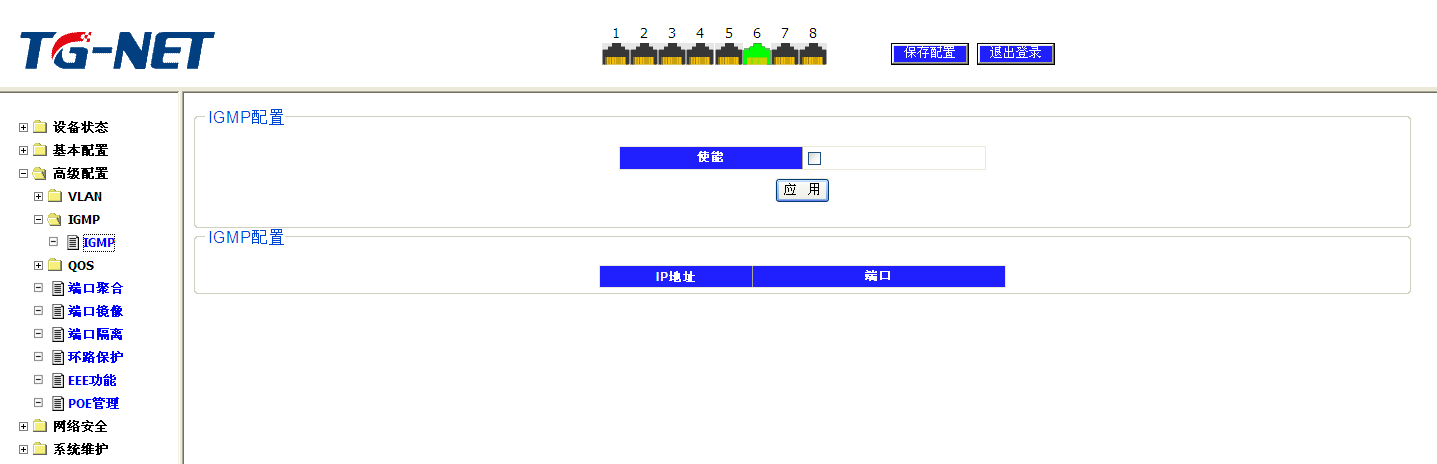 TG-NET
1 2 3 4 5 6 7 8
保存配置 退出登录
设备状态
基本配置
高级配置
VLAN
IGMP
IGMP
QOS
端口聚合
端口镜像
端口隔离
环路保护
EEE功能
POE管理
网络安全
系统维护
IGMP配置
使能
应 用
IGMP配置
IP地址 端口